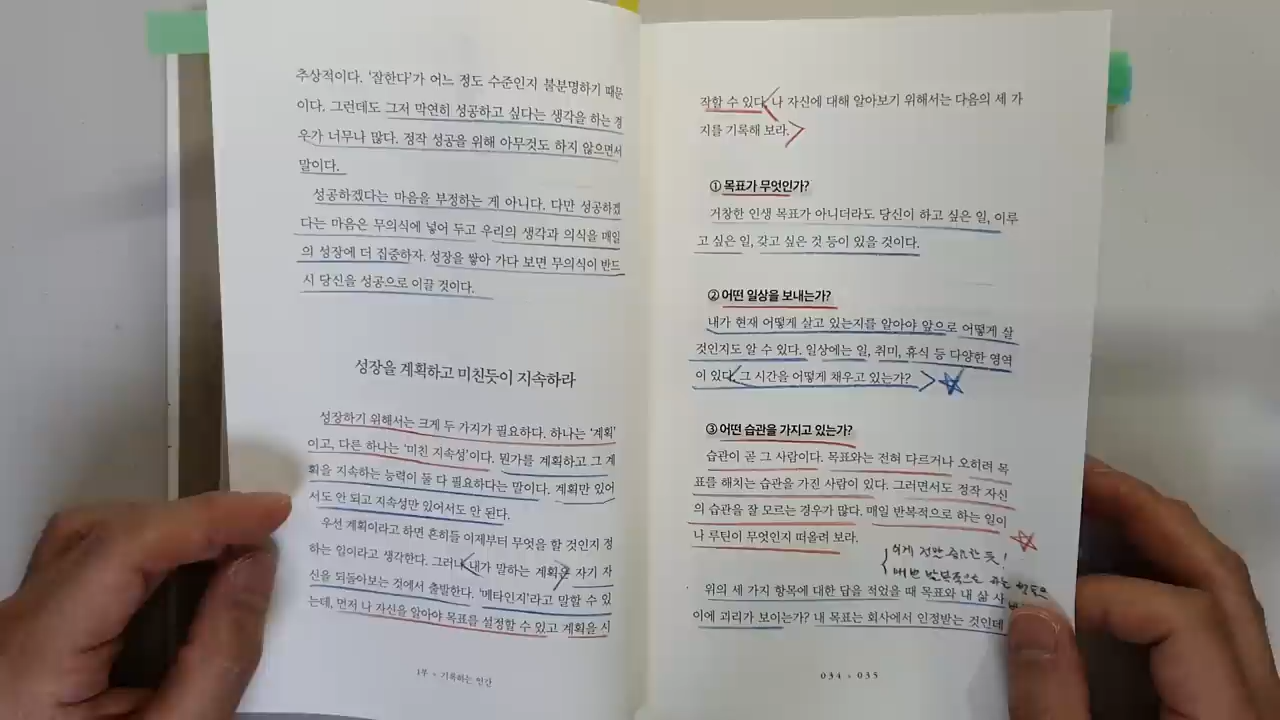 추상적이다. '잘한다'가 어느 정도 수준인지 불분명하기 때문
이다. 그런데도 그저 막연히 성공하고 싶다는 생각을 하는 경
우가 너무나 많다. 정작 성공을 위해 아무것도 하지 않으면서
말이다.
성공하겠다는 마음을 부정하는 게 아니다. 다만 성공하겠
다는 마음은 무의식에 넣어 두고 우리의 생각과 의식을 매일
의 성장에 더 집중하자. 성장을 쌓아 가다 보면 무의식이 반드
시 당신을 성공으로 이끌 것이다.
성장을 계획하고 미친듯이 지속하라
성장하기 위해서는 크게 두 가지가 필요하다. 하나는 '계획'
이고, 다른 하나는 '미친 지속성'이다. 뭔가를 계획하고 그 계
획을 지속하는 능력이 둘 다 필요하다는 말이다. 계획만 있어
서도 안 되고 지속성만 있어서도 안 된다.
우선 계획이라고 하면 흔히들 이제부터 무엇을 할 것인지 정
하는 일이라고 생각한다. 그러나 내가 말하는 계획은 자기 자
신을 되돌아보는 것에서 출발한다. '메타인지'라고 말할 수 있
는데, 먼저 나 자신을 알아야 목표를 설정할 수 있고 계획을 시
1부 × 기록하는 인간
작할 수 있다. 나 자신에 대해 알아보기 위해서는 다음의 세 가
지를 기록해 보라.
① 목표가 무엇인가?
거창한 인생 목표가 아니더라도 당신이 하고 싶은 일, 이루
고 싶은 일, 갖고 싶은 것 등이 있을 것이다.
② 어떤 일상을 보내는가?
내가 현재 어떻게 살고 있는지를 알아야 앞으로 어떻게 살
것인지도 알 수 있다. 일상에는 일, 취미, 휴식 등 다양한 영역
이 있다. 그 시간을 어떻게 채우고 있는가?
③ 어떤 습관을 가지고 있는가?
습관이 곧 그 사람이다. 목표와는 전혀 다르거나 오히려 목
표를 해치는 습관을 가진 사람이 있다. 그러면서도 정작 자신
의 습관을 잘 모르는 경우가 많다. 매일 반복적으로 하는 일이
나 루틴이 무엇인지 떠올려 보라.
위의 세 가지 항목에 대한 답을 적었을 때 목표와 내 삶 사
이에 괴리가 보이는가? 내 목표는 회사에서 인정받는 것인데
034 × 035